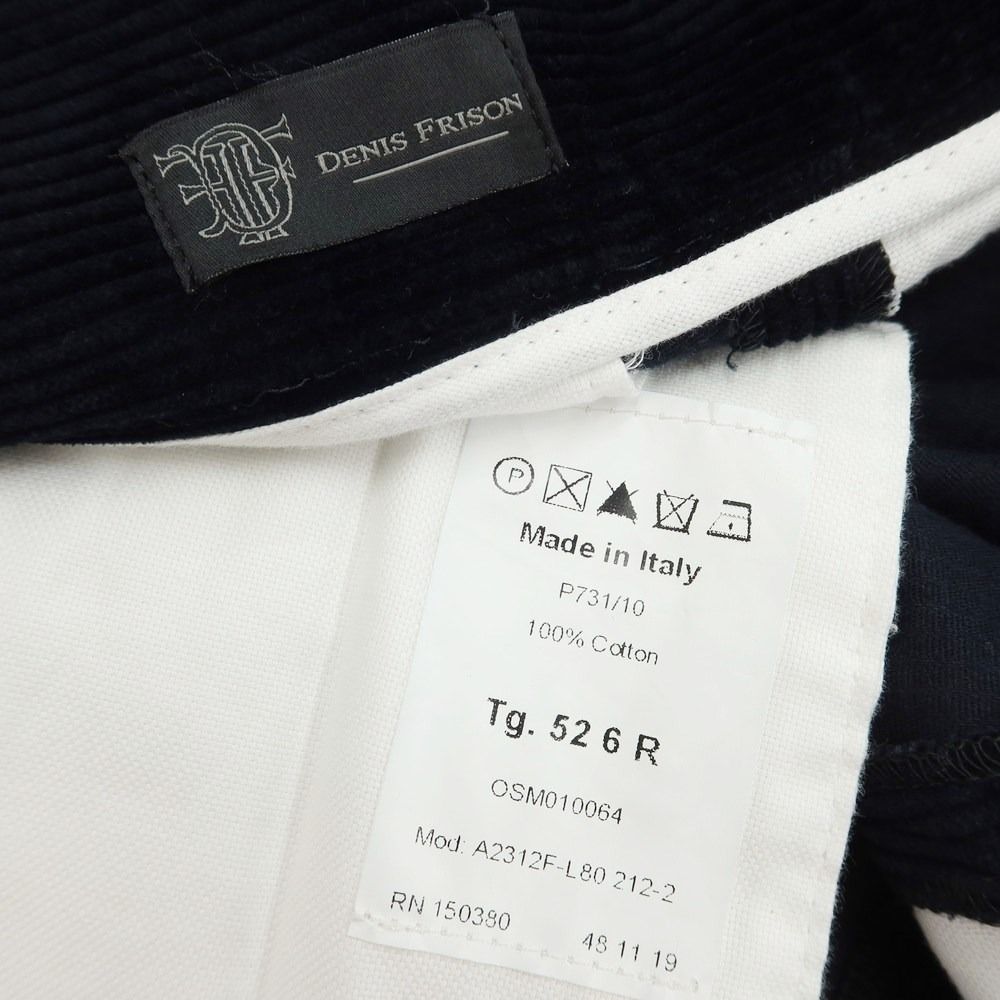 DENIS FRISON
P
Made in Italy
P731/10
100% Cotton
Tg. 52 6 R
OSM010064
Mod: A2312F-L80 212-2
RN 150380
48 11 19